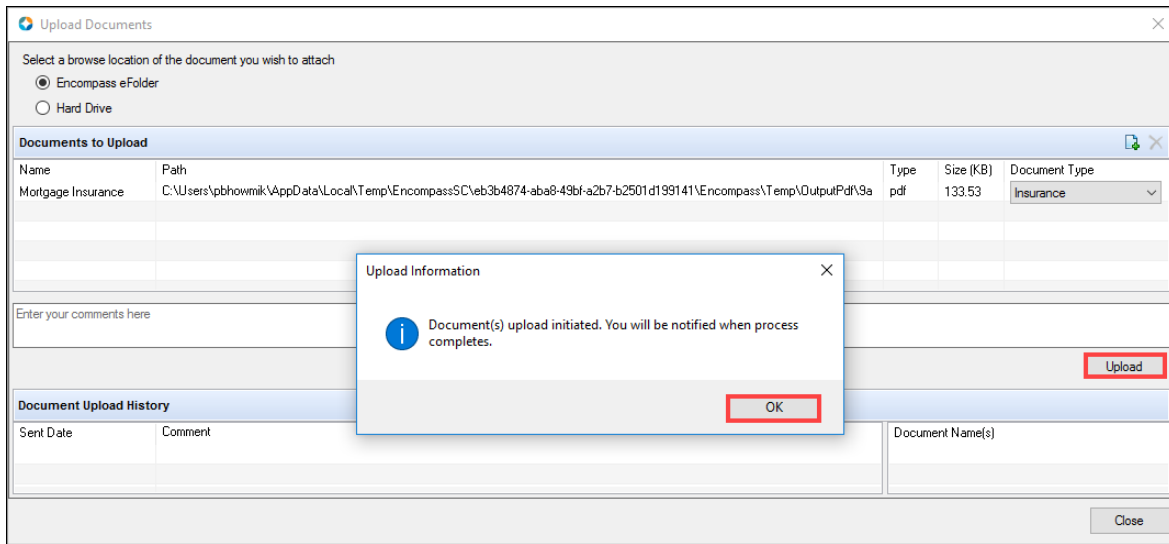 Upload Documents
Select a browse location of the document you wish to attach
Encompass eFolder
Hard Drive
Documents to Upload
Name Path Type Size (KB) Document Type
Mortgage Insurance C:\Users\pbhowmik\AppData\Local\Temp\EncompassSC\eb3b4874-aba8-49bf-a2b7-b2501d199141\Encompass\Temp\OutputPdf\9a pdf 133.53 Insurance
Upload Information
Document(s) upload initiated. You will be notified when process
completes.
OK
Enter your comments here
Upload
Document Upload History
Sent Date Comment Document Name(s)
Close